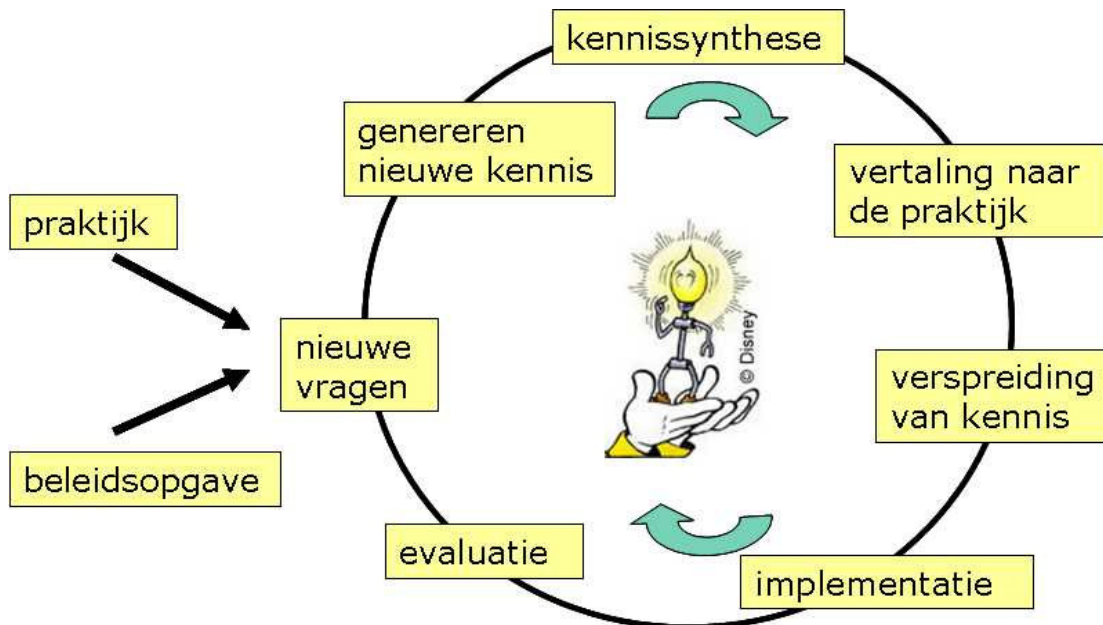 kennissynthese
genereren
nieuwe kennis
vertaling naar
de praktijk
praktijk
nieuwe
vragen
© Disney
verspreiding
van kennis
beleidsopgave
evaluatie
implementatie